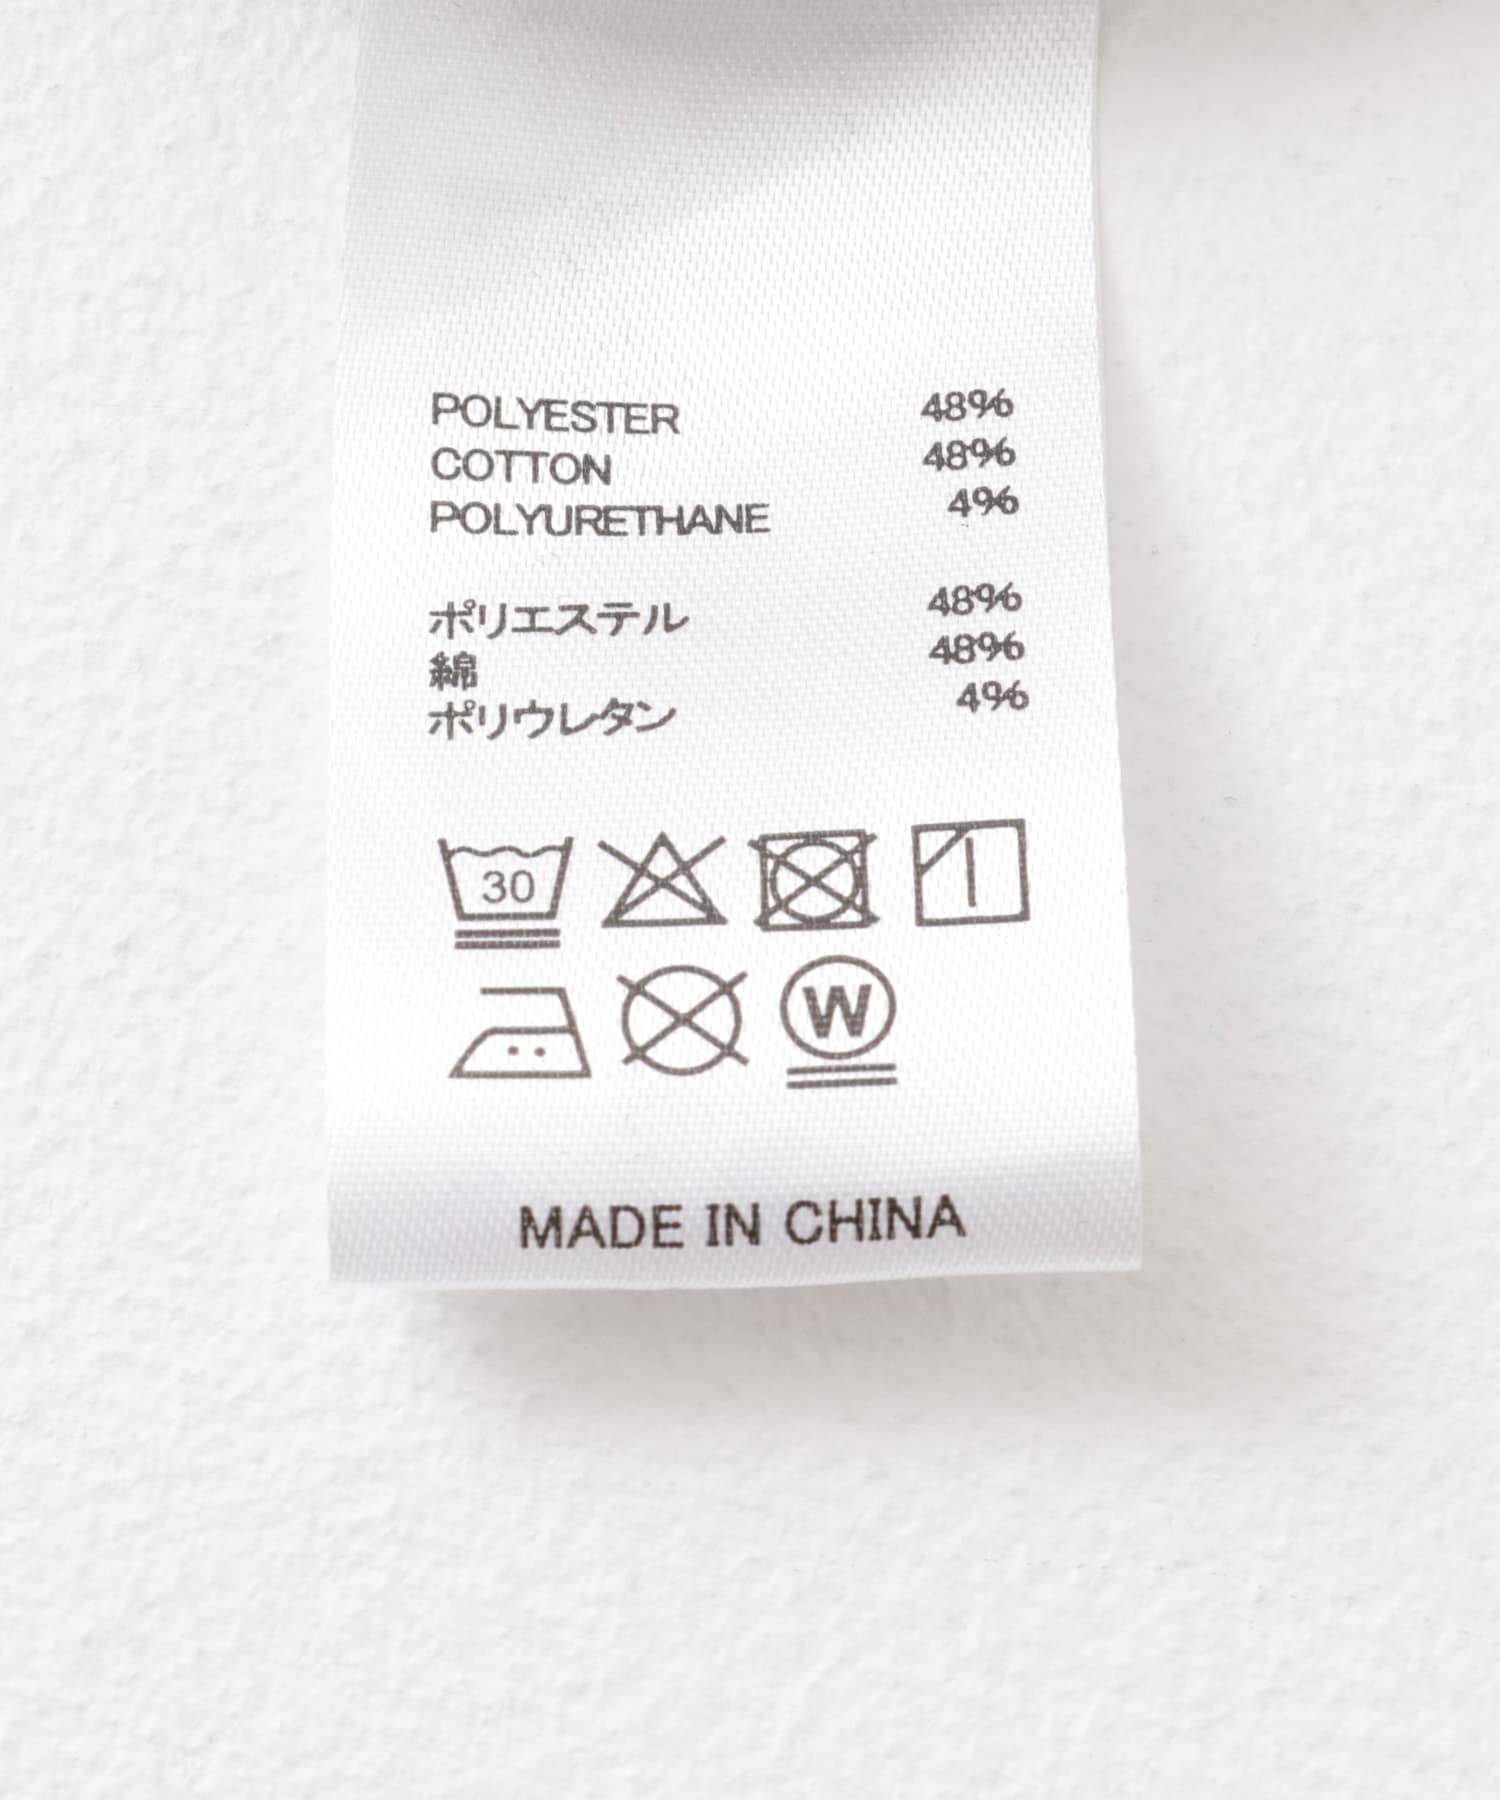 POLYESTER 48%
COTTON 48%
POLYURETHANE 4%
ポリエステル 48%
綿 48%
ポリウレタン 4%
30
W
MADE IN CHINA